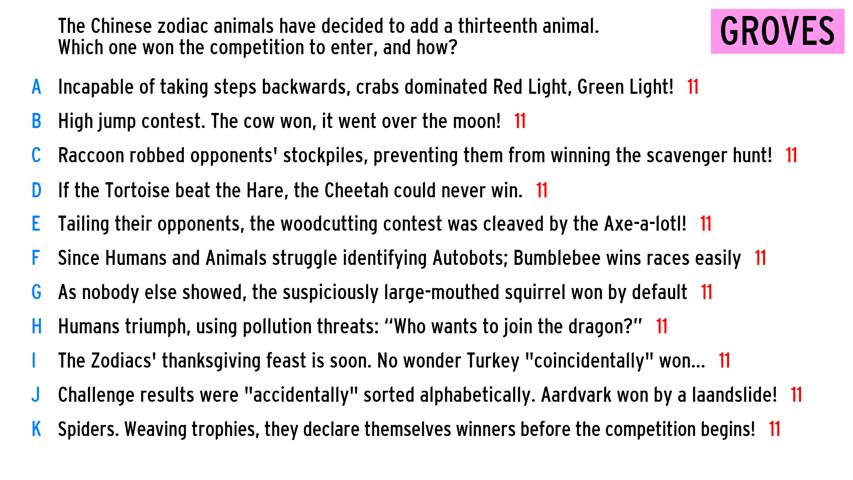 The Chinese zodiac animals have decided to add a thirteenth animal.
Which one won the competition to enter, and how?
GROVES
A Incapable of taking steps backwards, crabs dominated Red Light, Green Light! 11
B High jump contest. The cow won, it went over the moon! 11
C Raccoon robbed opponents' stockpiles, preventing them from winning the scavenger hunt! 11
D If the Tortoise beat the Hare, the Cheetah could never win. 11
E Tailing their opponents, the woodcutting contest was cleaved by the Axe-a-lotl! 11
F Since Humans and Animals struggle identifying Autobots; Bumblebee wins races easily 11
G As nobody else showed, the suspiciously large-mouthed squirrel won by default 11
H Humans triumph, using pollution threats: “Who wants to join the dragon?” 11
I The Zodiacs' thanksgiving feast is soon. No wonder Turkey "coincidentally" won... 11
J Challenge results were "accidentally" sorted alphabetically. Aardvark won by a laandslide! 11
K Spiders. Weaving trophies, they declare themselves winners before the competition begins! 11